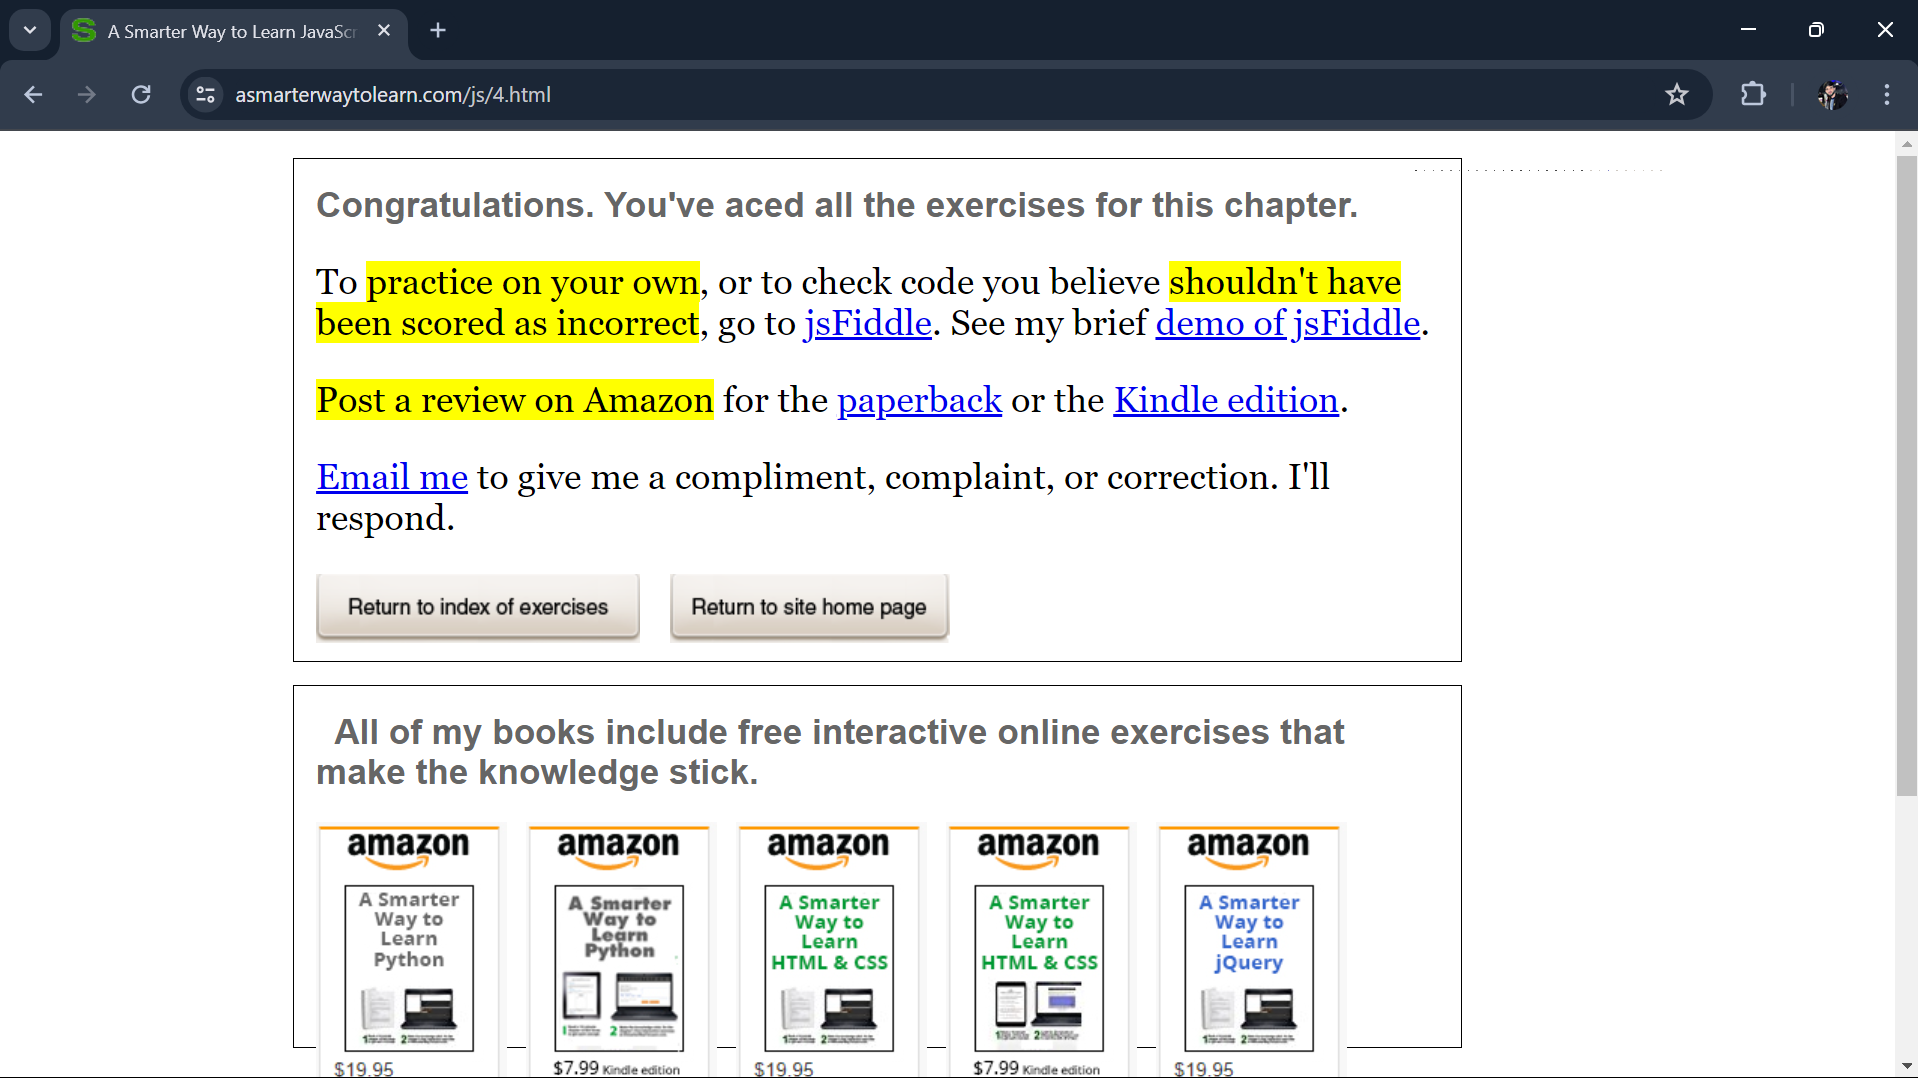 A Smarter Way to Learn JavaScr
asmarterwaytolearn.com/js/4.html
Congratulations. You've aced all the exercises for this chapter.
To practice on your own, or to check code you believe shouldn't have
been scored as incorrect, go to jsFiddle. See my brief demo of jsFiddle.
Post a review on Amazon for the paperback or the Kindle edition.
Email me to give me a compliment, complaint, or correction. I'll
respond.
Return to index of exercises
Return to site home page
All of my books include free interactive online exercises that
make the knowledge stick.
amazon
A Smarter
Way to
Learn
Python
$19.95
amazon
A Smarter
Way to
Learn
Python
$7.99 Kindle edition
amazon
A Smarter
Way to
Learn
HTML & CSS
$19.95
amazon
A Smarter
Way to
Learn
HTML & CSS
$7.99 Kindle edition
amazon
A Smarter
Way to
Learn
jQuery
$19.95